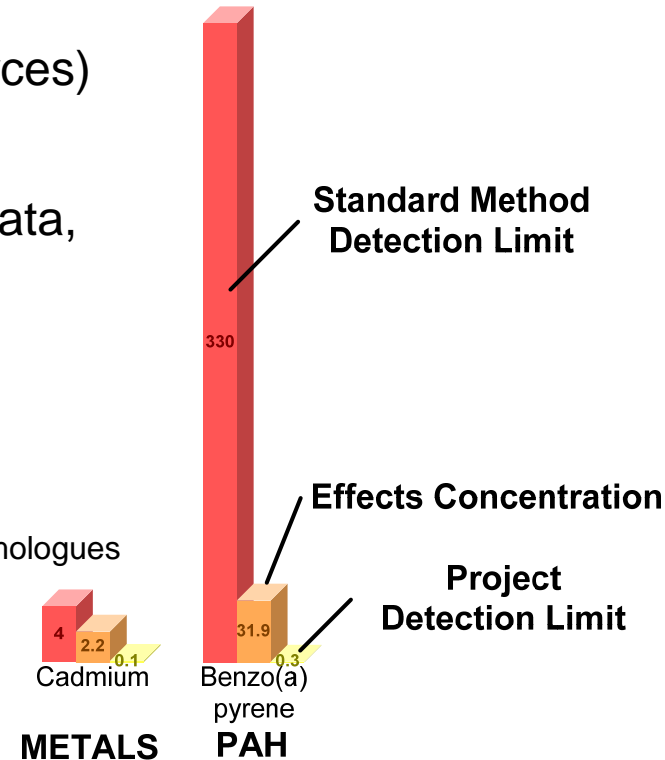 ces)
ata,
Standard Method
Detection Limit
330
Effects Concentration
nologues
Project
Detection Limit
4
2.2
0.1
31.9
0.3
Cadmium
Benzo(a)
pyrene
METALS
PAH